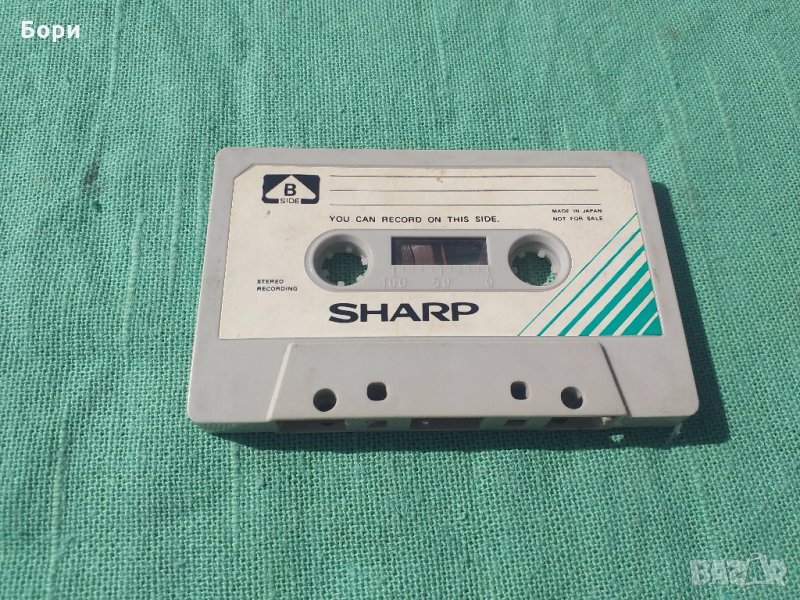 Бори
B
SIDE
YOU CAN RECORD ON THIS SIDE.
MADE IN JAPAN
NOT FOR SALE
STEREO
RECORDING
100 50 0
SHARP
BAZAR